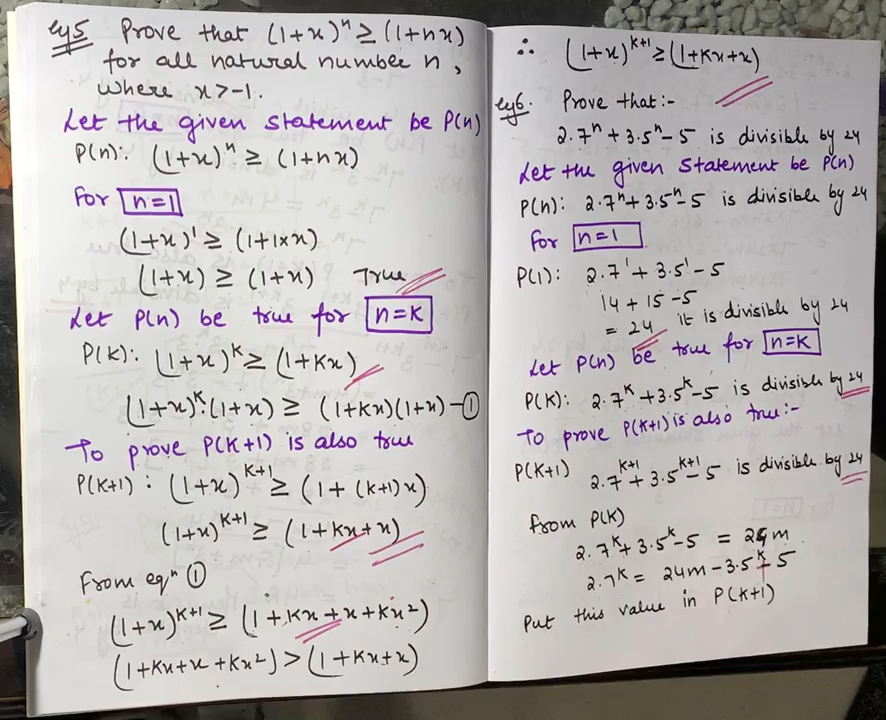 Eg5 Prove that (1+x)ⁿ ≥ (1+nx)
for all natural number n,
where x>-1.
Let the given statement be P(n)
P(n): (1+x)ⁿ ≥ (1+nx)
For n=1
(1+x)¹ ≥ (1+1×x)
(1+x) ≥ (1+x) True
Let P(n) be true for n=k
P(k): (1+x)ᵏ ≥ (1+kx)
(1+x)ᵏ.(1+x) ≥ (1+kx)(1+x) –①
To prove P(k+1) is also true
P(k+1): (1+x)ᵏ⁺¹ ≥ (1+(k+1)x)
(1+x)ᵏ⁺¹ ≥ (1+kx+x)
From eqⁿ ①
(1+x)ᵏ⁺¹ ≥ (1+kx+x+kx²)
(1+kx+x+kx²) > (1+kx+x)
∴ (1+x)ᵏ⁺¹ ≥ (1+kx+x)
Eg6. Prove that:-
2.7ⁿ+3.5ⁿ-5 is divisible by 24
Let the given statement be P(n)
P(n): 2.7ⁿ+3.5ⁿ-5 is divisible by 24
For n=1
P(1): 2.7¹+3.5¹-5
14+15-5
= 24 it is divisible by 24
Let P(n) be true for n=k
P(k): 2.7ᵏ+3.5ᵏ-5 is divisible by 24
To prove P(k+1) is also true:-
P(k+1) 2.7ᵏ⁺¹+3.5ᵏ⁺¹-5 is divisible by 24
from P(k)
2.7ᵏ+3.5ᵏ-5 = 24m
2.7ᵏ = 24m-3.5ᵏ+5
Put this value in P(k+1)